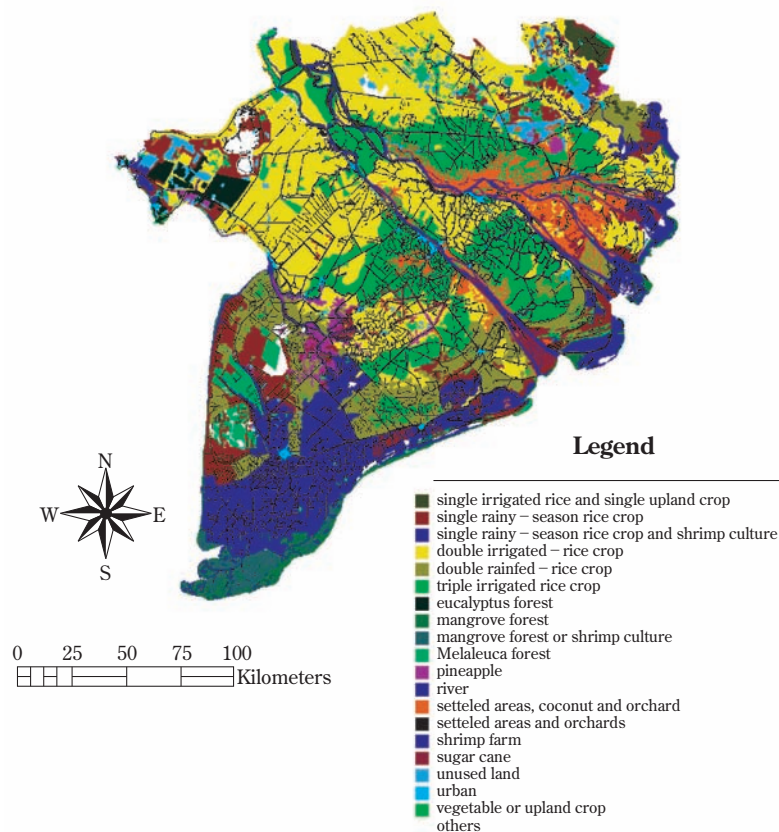 Legend
N
W E
S
single irrigated rice and single upland crop
single rainy – season rice crop
single rainy – season rice crop and shrimp culture
double irrigated – rice crop
double rainfed – rice crop
triple irrigated rice crop
eucalyptus forest
mangrove forest
mangrove forest or shrimp culture
Melaleuca forest
pineapple
river
setteled areas, coconut and orchard
setteled areas and orchards
shrimp farm
sugar cane
unused land
urban
vegetable or upland crop
others
0 25 50 75 100
Kilometers